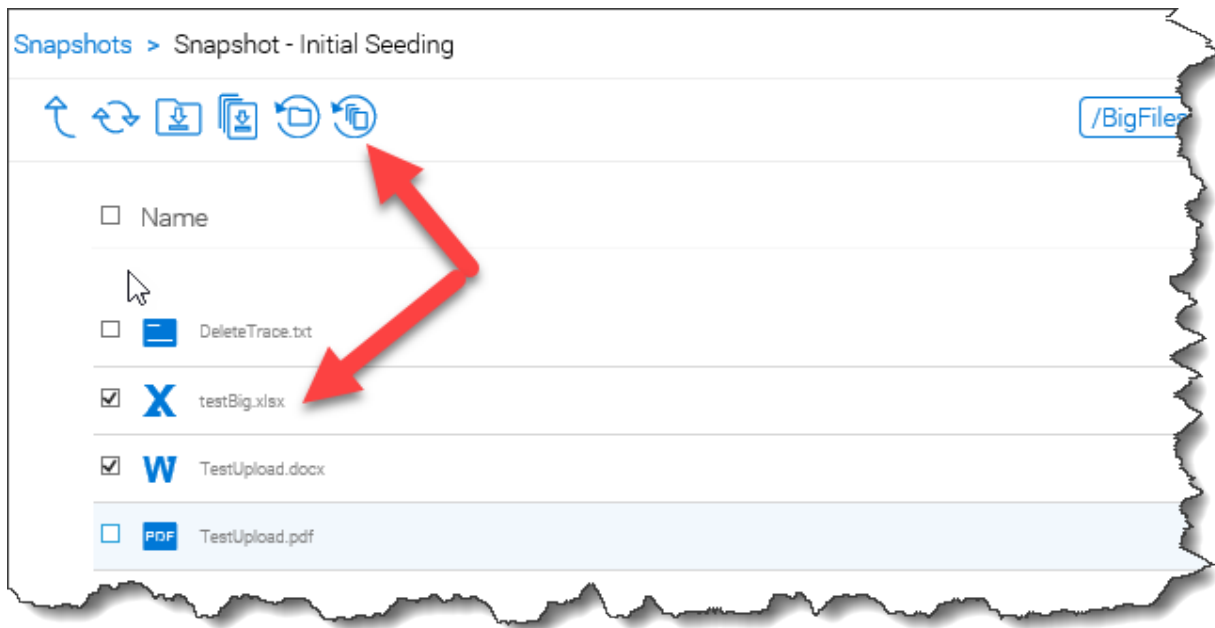 Snapshots > Snapshot - Initial Seeding
/BigFiles
Name
DeleteTrace.txt
testBig.xlsx
TestUpload.docx
PDF TestUpload.pdf